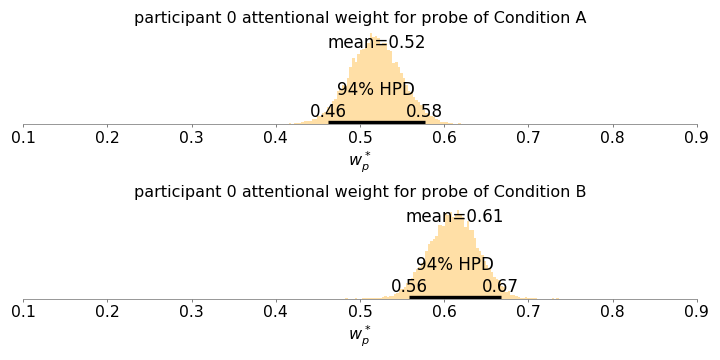 participant 0 attentional weight for probe of Condition A
mean=0.52
94% HPD
0.46 0.58
0.1 0.2 0.3 0.4 0.5 0.6 0.7 0.8 0.9
w_p^*
participant 0 attentional weight for probe of Condition B
mean=0.61
94% HPD
0.56 0.67
0.1 0.2 0.3 0.4 0.5 0.6 0.7 0.8 0.9
w_p^*